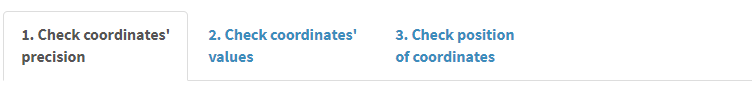 1. Check coordinates'
precision
2. Check coordinates'
values
3. Check position
of coordinates